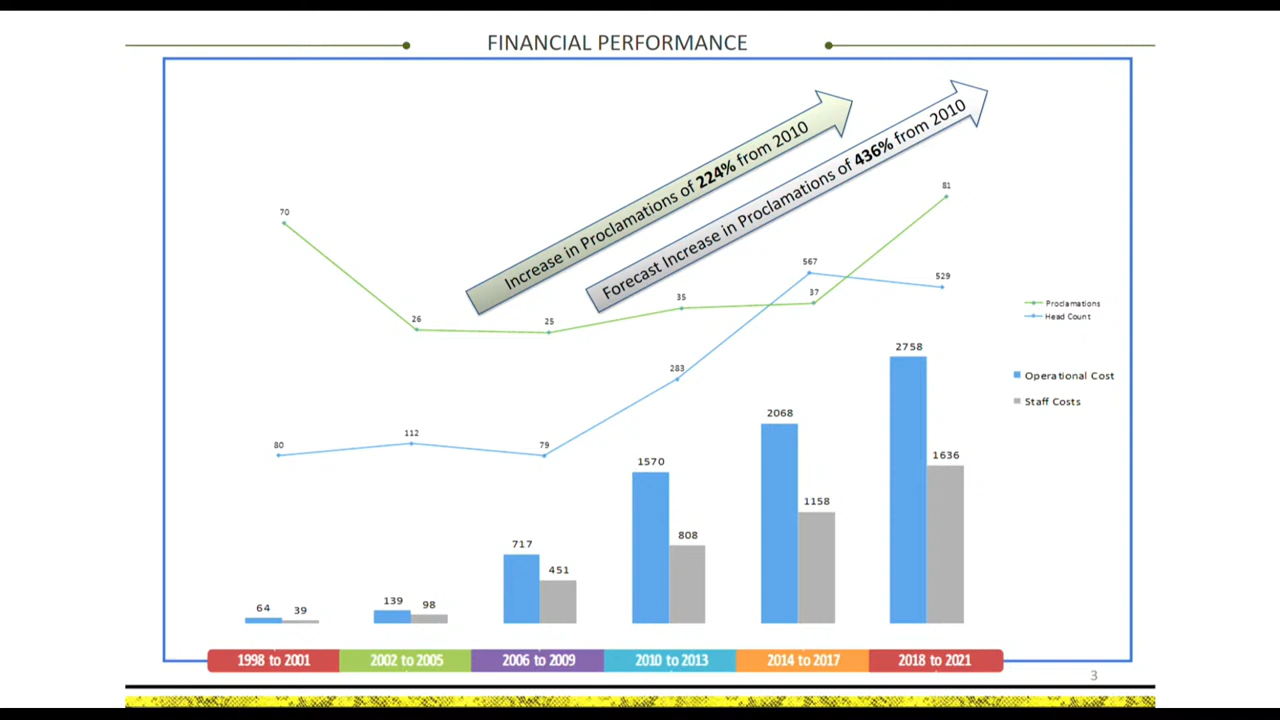 FINANCIAL PERFORMANCE
Increase in Proclamations of 224% from 2010
Forecast Increase in Proclamations of 436% from 2010
70
26
25
35
37
81
80
112
79
283
567
529
Proclamations
Head Count
Operational Cost
Staff Costs
64
39
139
98
717
451
1570
808
2068
1158
2758
1636
1998 to 2001
2002 to 2005
2006 to 2009
2010 to 2013
2014 to 2017
2018 to 2021
3